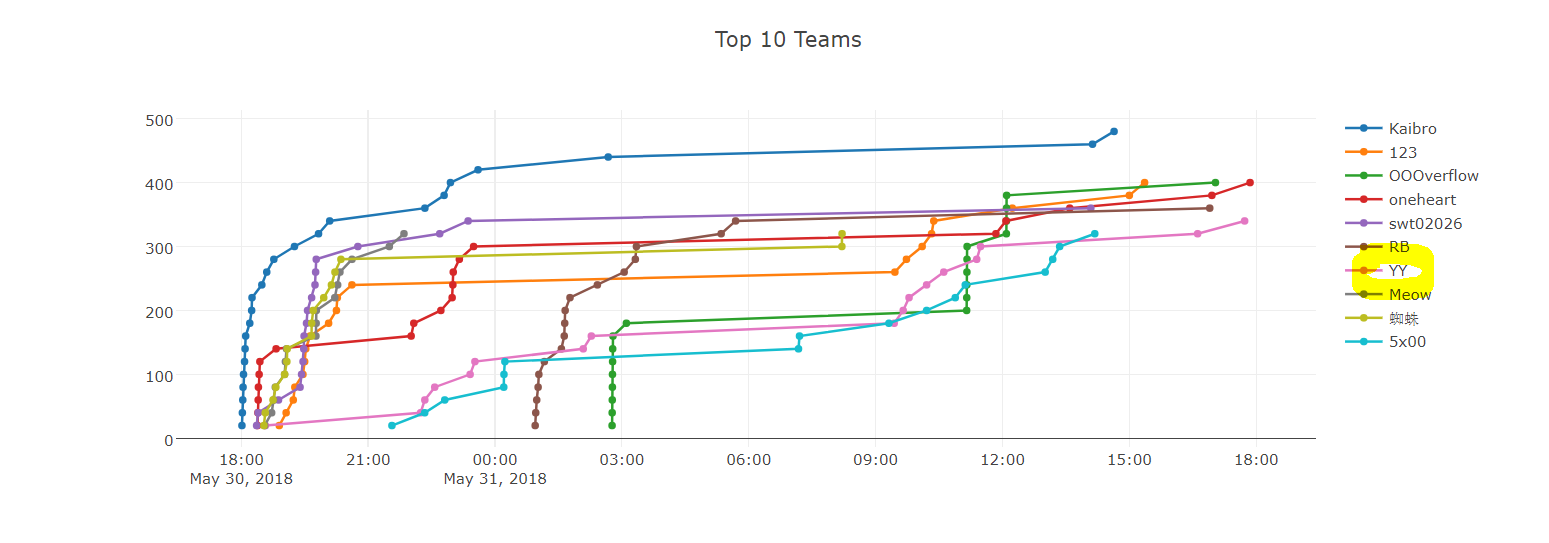 Top 10 Teams
500
400
300
200
100
0
18:00 21:00 00:00 03:00 06:00 09:00 12:00 15:00 18:00
May 30, 2018 May 31, 2018
Kaibro
123
OOOverflow
oneheart
swt02026
RB
YY
Meow
蜘蛛
5x00